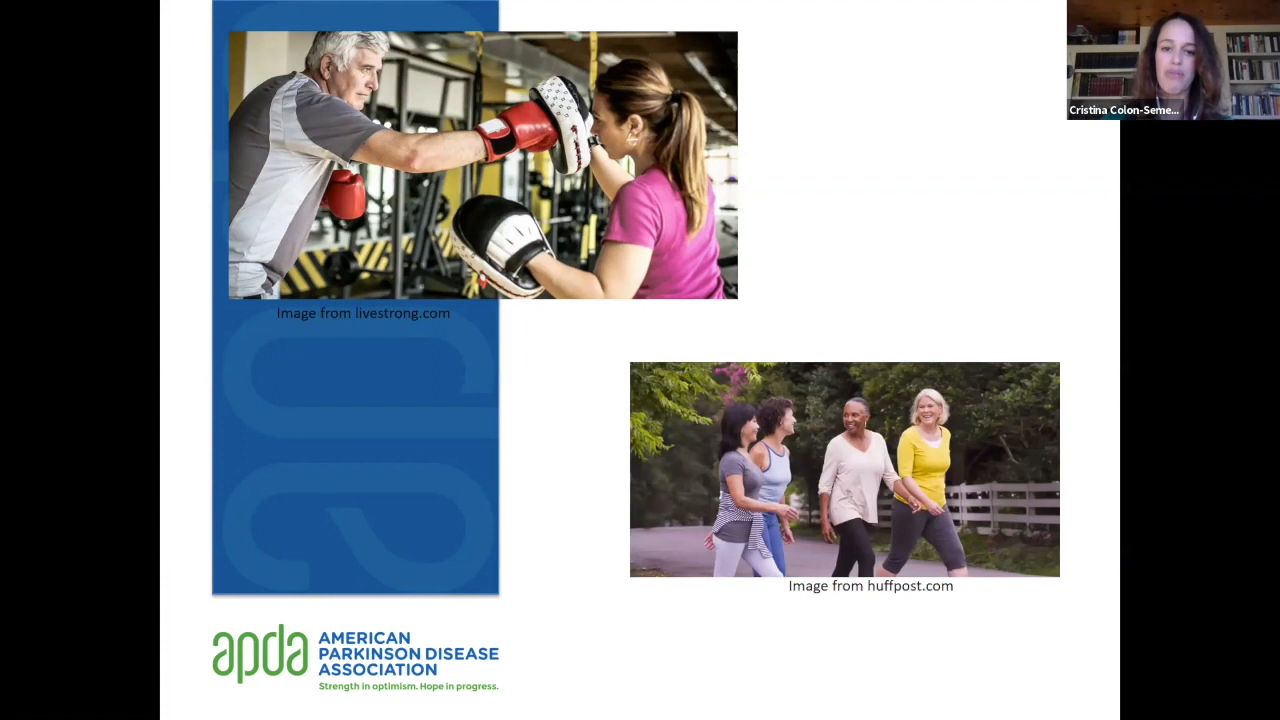 Cristina Colon-Seme...
Image from livestrong.com
Image from huffpost.com
apda
AMERICAN
PARKINSON DISEASE
ASSOCIATION
Strength in optimism. Hope in progress.